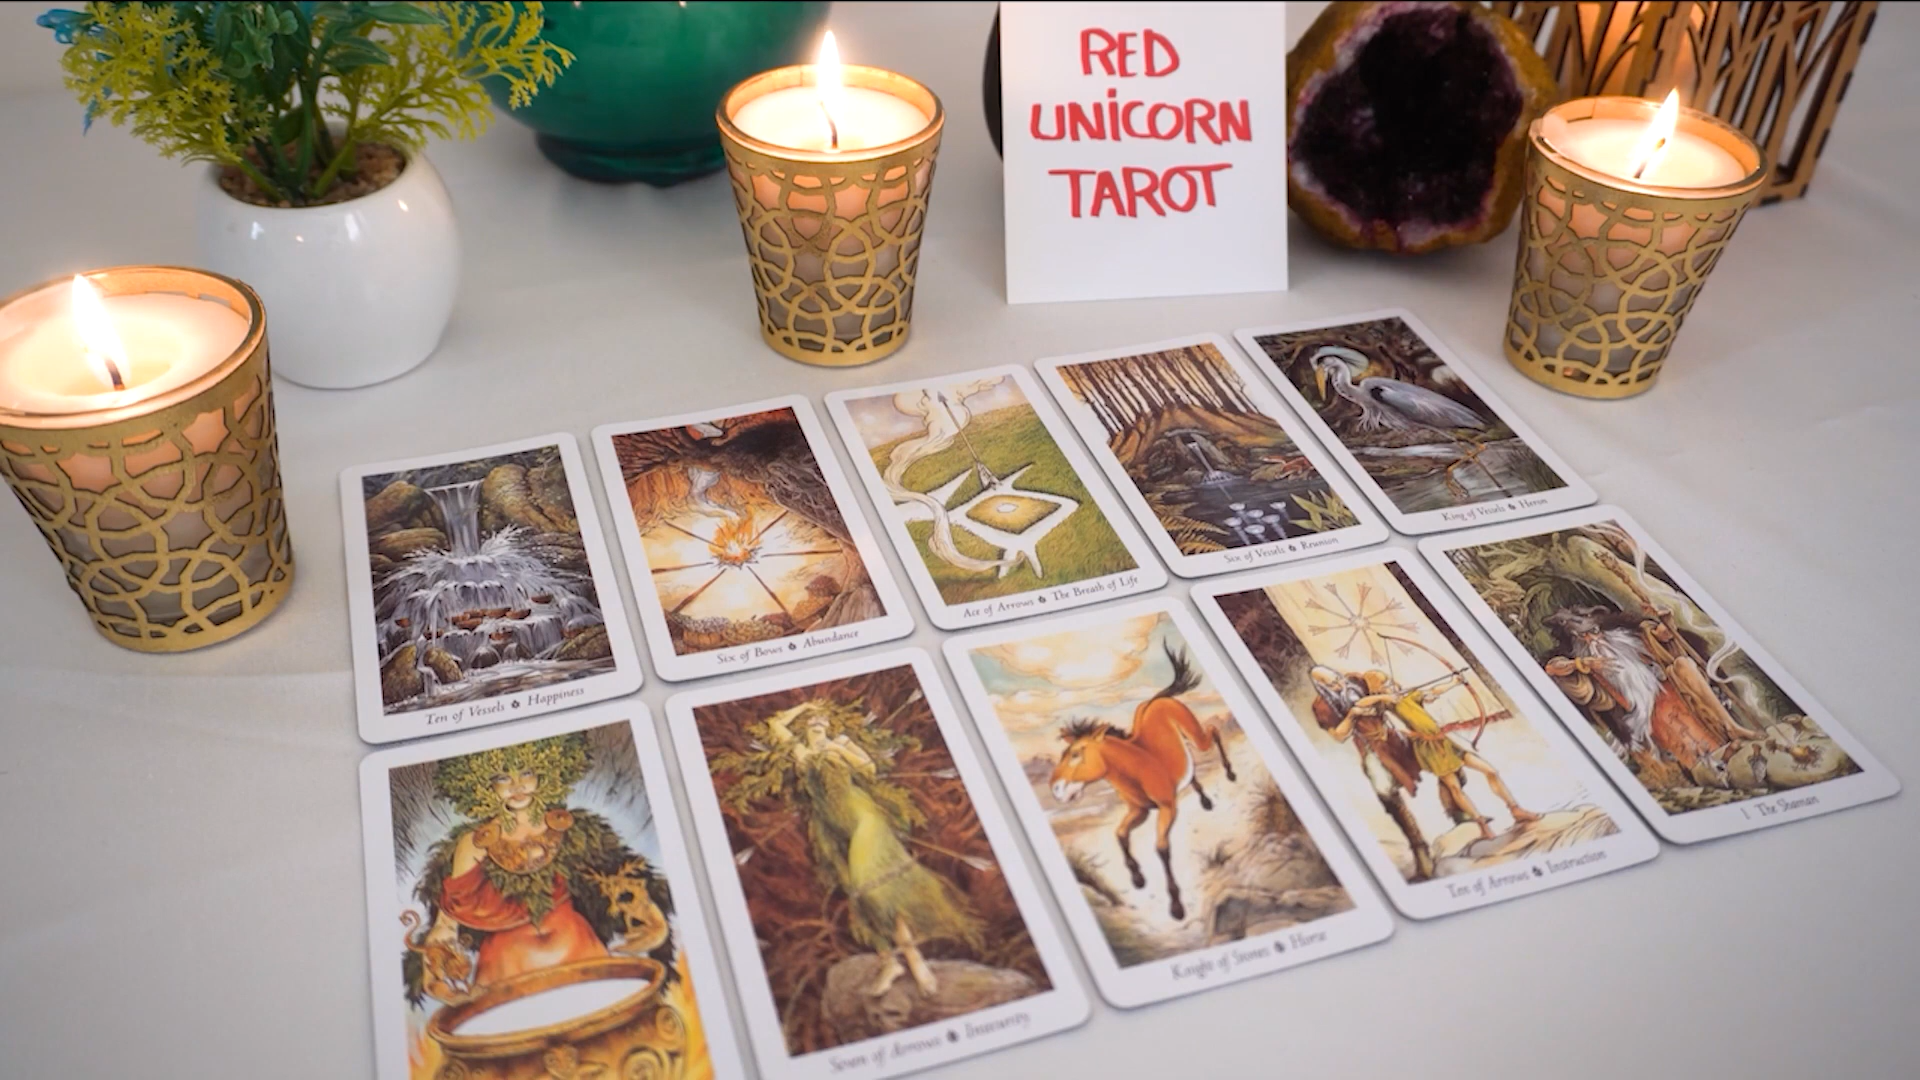 RED
UNICORN
TAROT
King of Vessels Heron
Six of Vessels Reunion
Ace of Arrows The Breath of Life
Six of Bows Abundance
Ten of Vessels Happiness
1 The Shaman
Ten of Arrows Instruction
Knight of Stones Horse
Seven of Arrows Insecurity